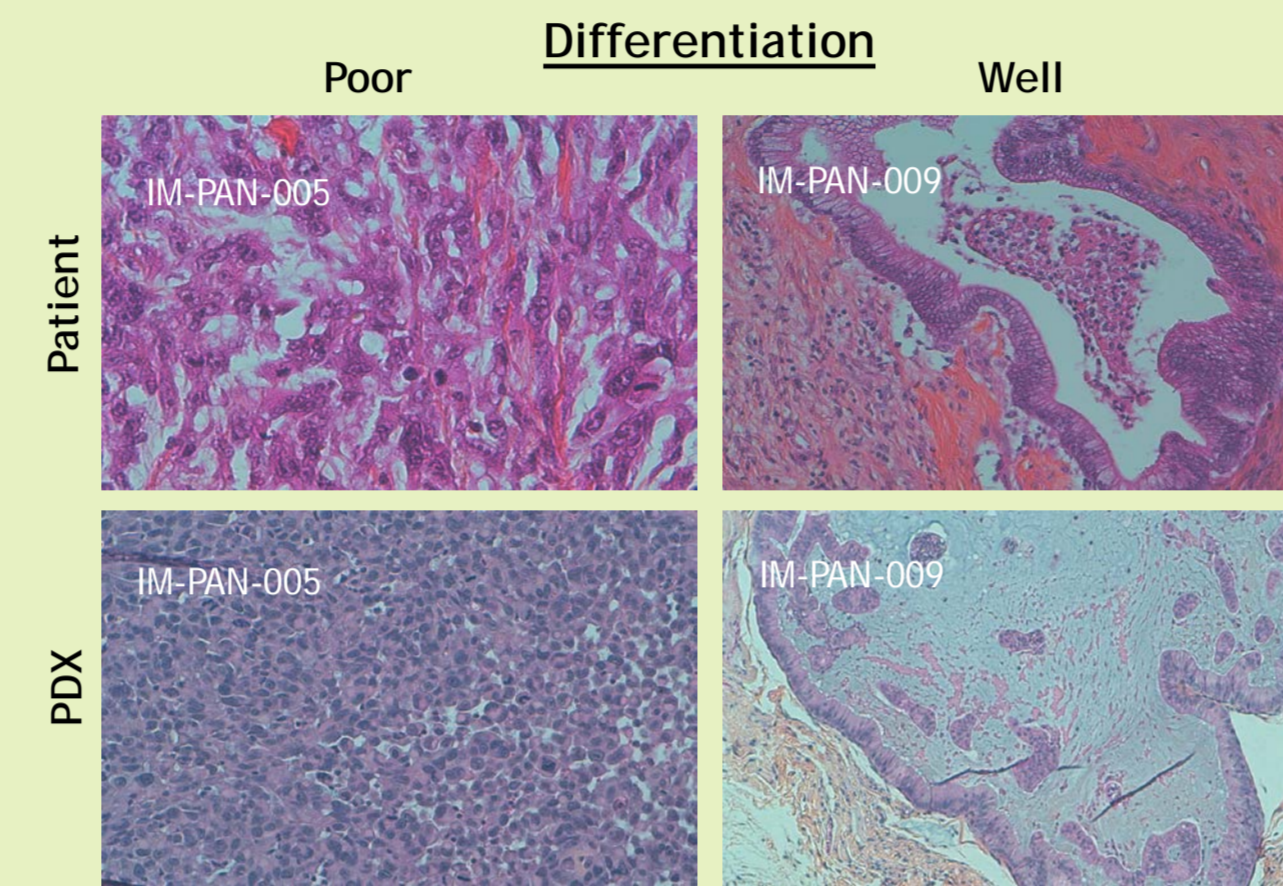 Differentiation
Poor
Well
Patient
IM-PAN-005
IM-PAN-009
PDX
IM-PAN-005
IM-PAN-009